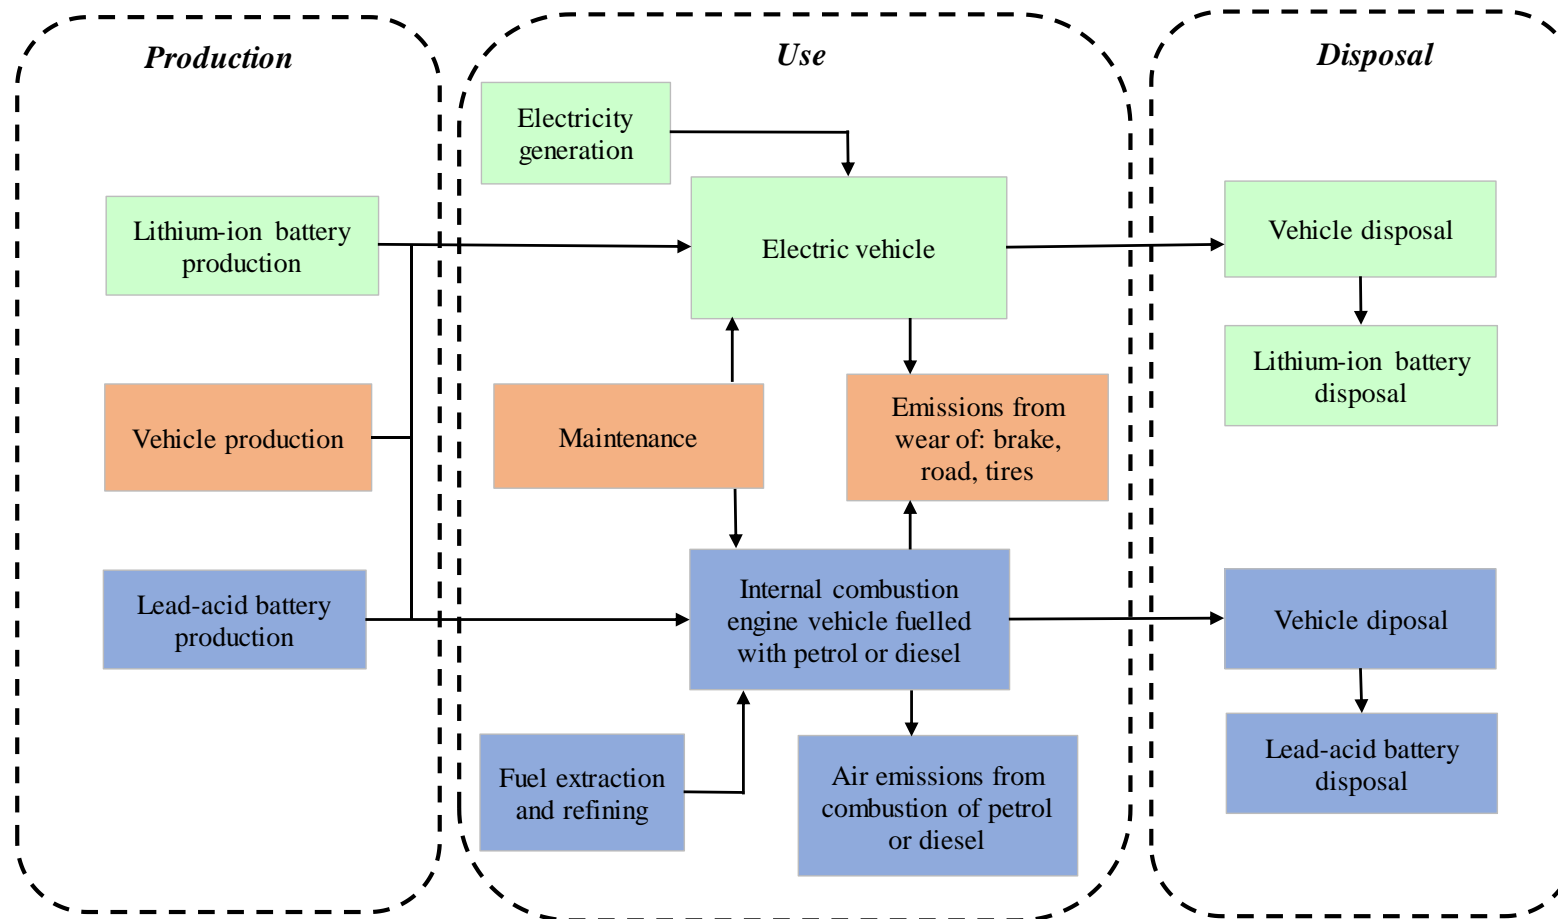 Production
Lithium-ion battery
production
Vehicle production
Lead-acid battery
production
Use
Electricity
generation
Electric vehicle
Maintenance
Emissions from
wear of: brake,
road, tires
Internal combustion
engine vehicle fuelled
with petrol or diesel
Fuel extraction
and refining
Air emissions from
combustion of petrol
or diesel
Disposal
Vehicle disposal
Lithium-ion battery
disposal
Vehicle diposal
Lead-acid battery
disposal